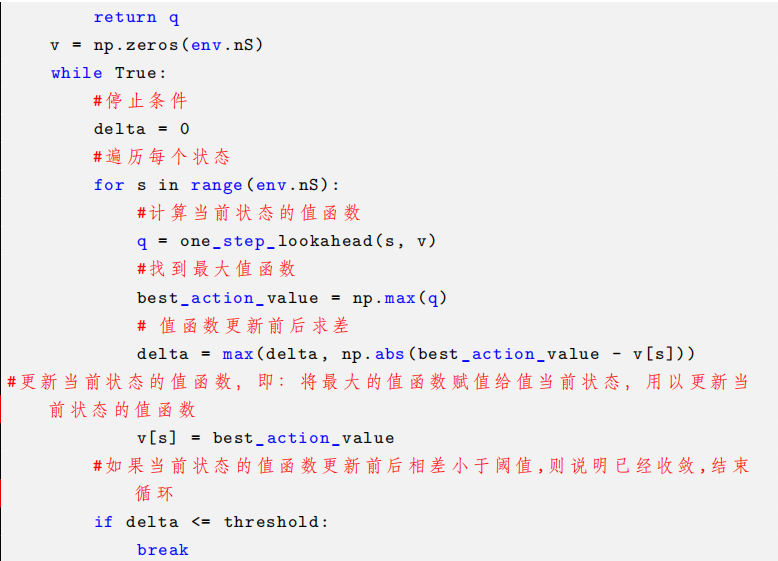 return q
v = np.zeros(env.nS)
while True:
#停止条件
delta = 0
#遍历每个状态
for s in range(env.nS):
#计算当前状态的值函数
q = one_step_lookahead(s, v)
#找到最大值函数
best_action_value = np.max(q)
# 值函数更新前后求差
delta = max(delta, np.abs(best_action_value - v[s]))
#更新当前状态的值函数, 即: 将最大的值函数赋值给值当前状态, 用以更新当
前状态的值函数
v[s] = best_action_value
#如果当前状态的值函数更新前后相差小于阈值,则说明已经收敛,结束
循环
if delta <= threshold:
break